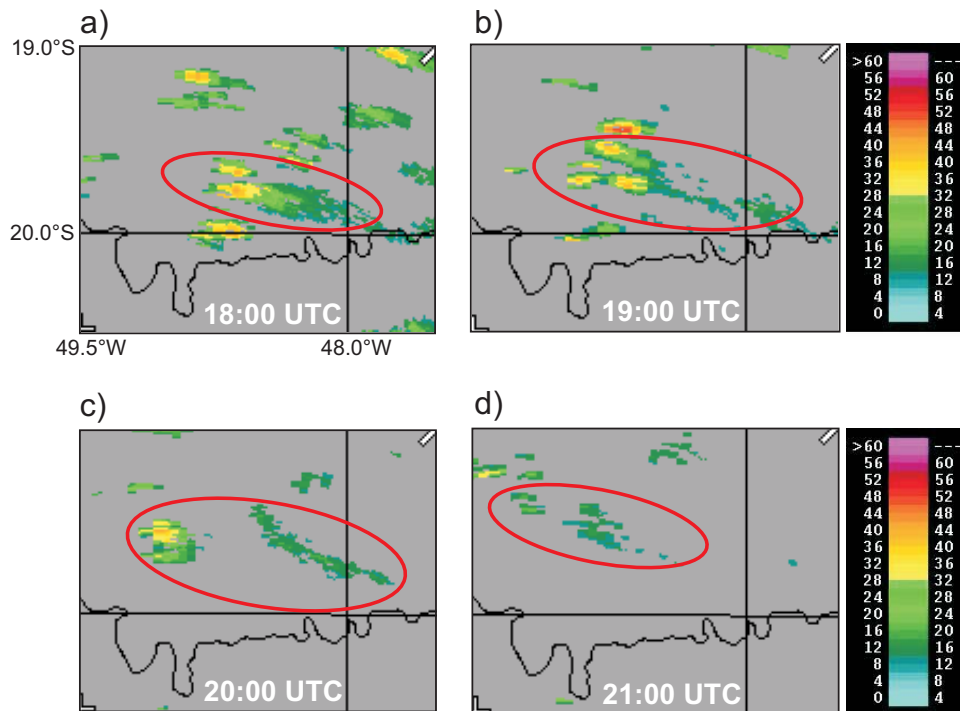 a)
b)
19.0°S
20.0°S
18:00 UTC
19:00 UTC
49.5°W
48.0°W
>60 ---
56 60
52 56
48 52
44 48
40 44
36 40
32 36
28 32
24 28
20 24
16 20
12 16
8 12
4 8
0 4
c)
d)
20:00 UTC
21:00 UTC
>60 ---
56 60
52 56
48 52
44 48
40 44
36 40
32 36
28 32
24 28
20 24
16 20
12 16
8 12
4 8
0 4